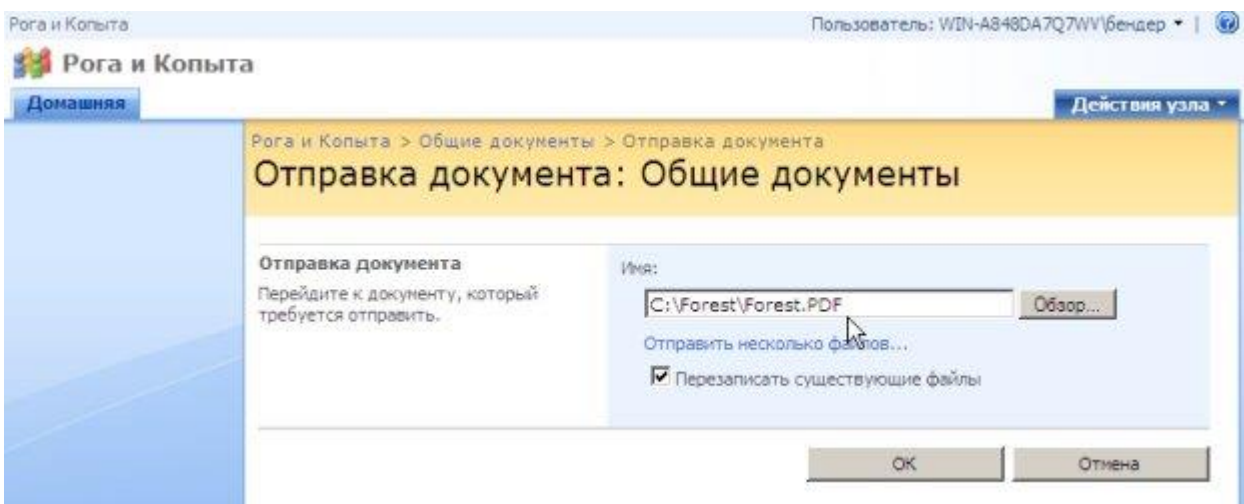 Рога и Копыта
Пользователь: WIN-A848DA7Q7WV\бендер
Рога и Копыта
Домашняя
Действия узла
Рога и Копыта > Общие документы > Отправка документа
Отправка документа: Общие документы
Отправка документа
Перейдите к документу, который
требуется отправить.
Имя:
C:\Forest\Forest.PDF
Обзор...
Отправить несколько файлов...
Перезаписать существующие файлы
ОК
Отмена